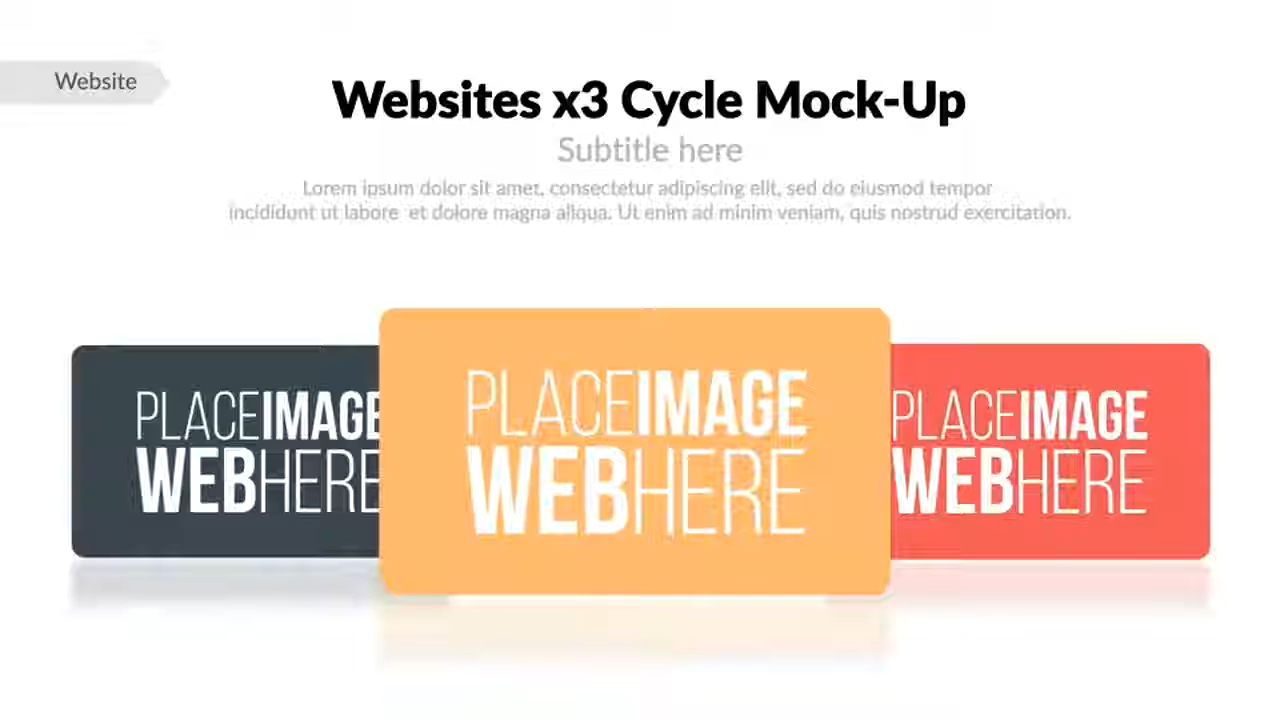 Website
Websites x3 Cycle Mock-Up
Subtitle here
Lorem ipsum dolor sit amet, consectetur adipiscing elit, sed do eiusmod tempor
incididunt ut labore et dolore magna aliqua. Ut enim ad minim veniam, quis nostrud exercitation.
PLACEIMAGE
WEBHERE
PLACEIMAGE
WEBHERE
PLACEIMAGE
WEBHERE